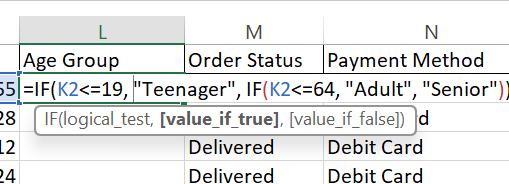 L M N
Age Group Order Status Payment Method
55 =IF(K2<=19, "Teenager", IF(K2<=64, "Adult", "Senior"))
28 IF(logical_test, [value_if_true], [value_if_false]) d
12 Delivered Debit Card
24 Delivered Debit Card